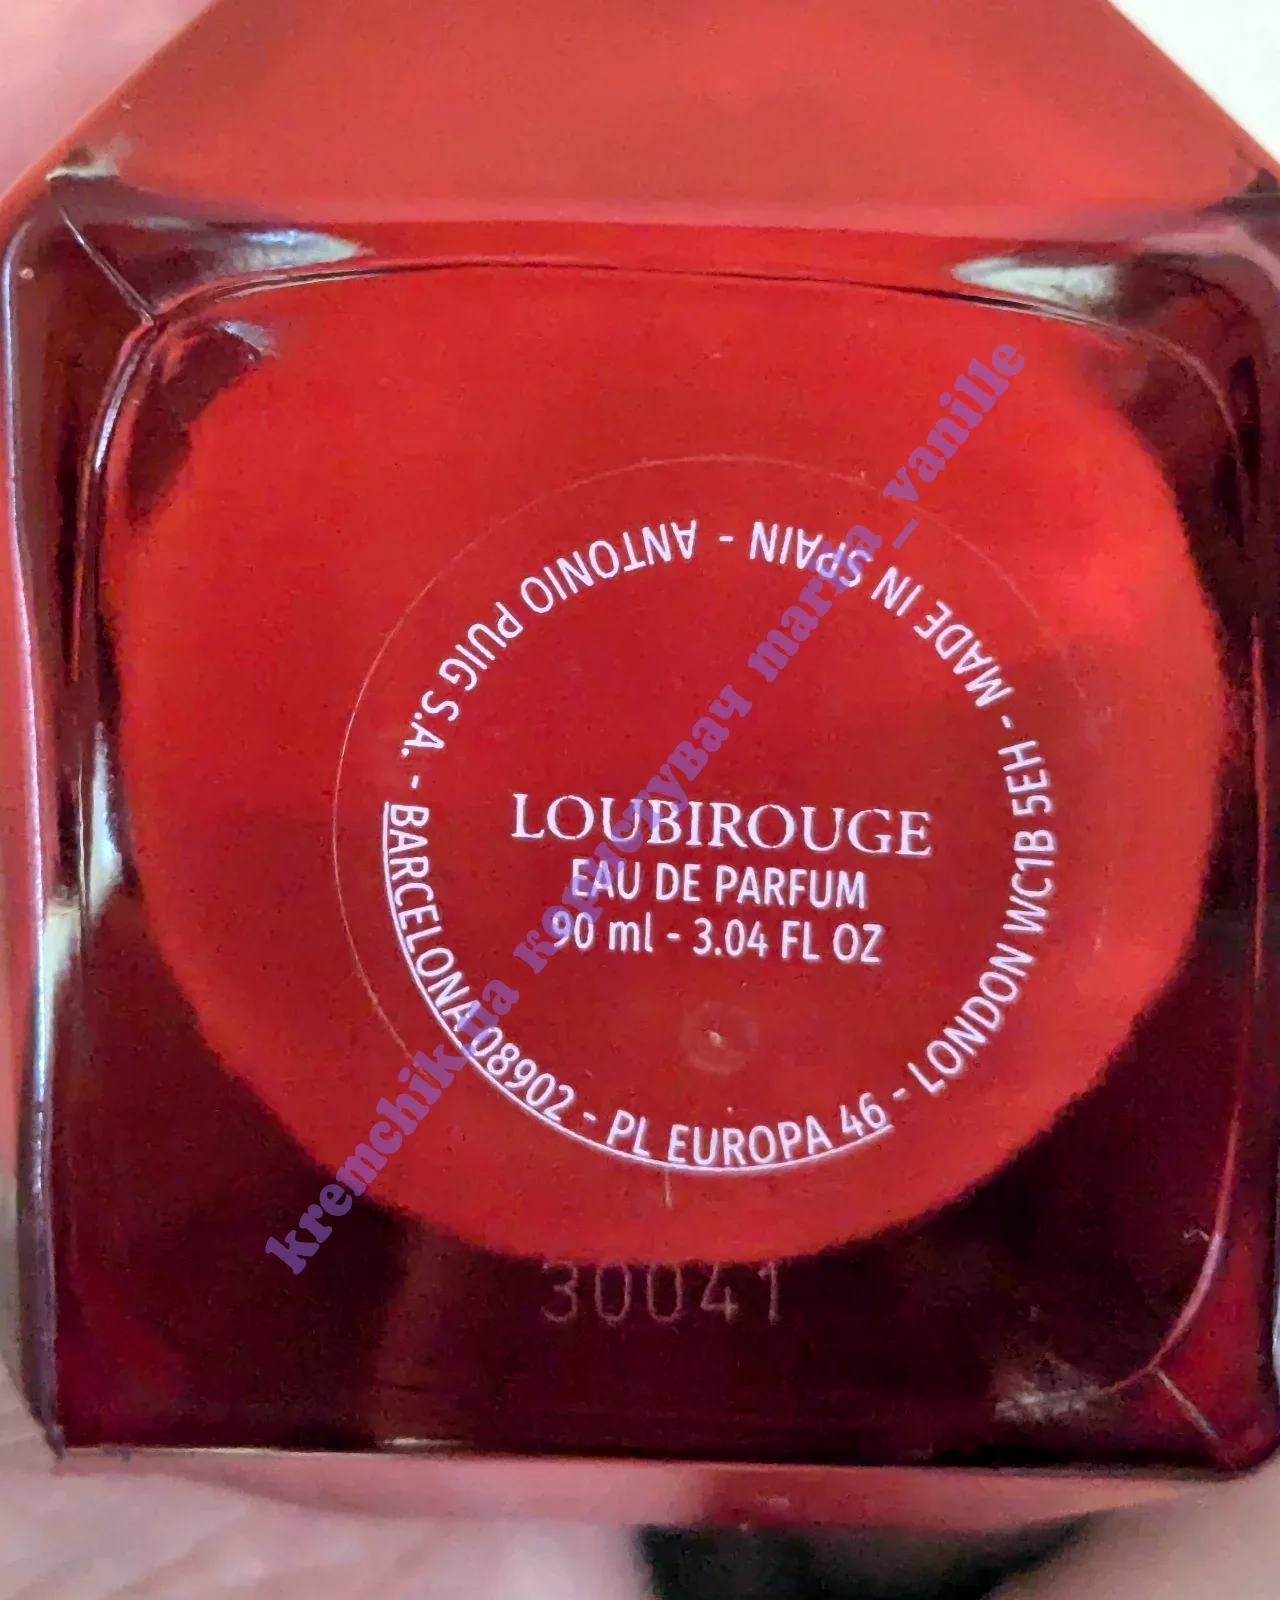 LOUBIROUGE
EAU DE PARFUM
90 ml - 3.04 FL OZ
ANTONIO PUIG S.A. - BARCELONA 08902 - PL EUROPA 46 - LONDON WC1B 5EH - MADE IN SPAIN -
30041
kremchik.ua користувач maria_vanille